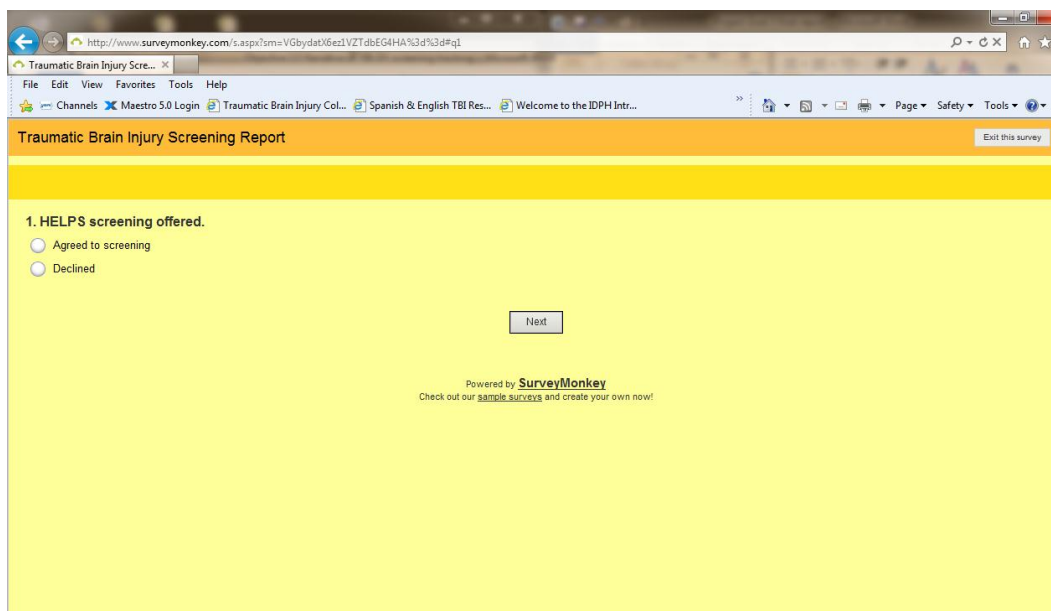 http://www.surveymonkey.com/s.aspx?sm=VGbydatX6ez1VZTdbEG4HA%3d%3d#q1
Traumatic Brain Injury Scre...
File Edit View Favorites Tools Help
Channels Maestro 5.0 Login Traumatic Brain Injury Col... Spanish & English TBI Res... Welcome to the IDPH Intr... » Page Safety Tools
Traumatic Brain Injury Screening Report Exit this survey
1. HELPS screening offered.
Agreed to screening
Declined
Next
Powered by SurveyMonkey
Check out our sample surveys and create your own now!